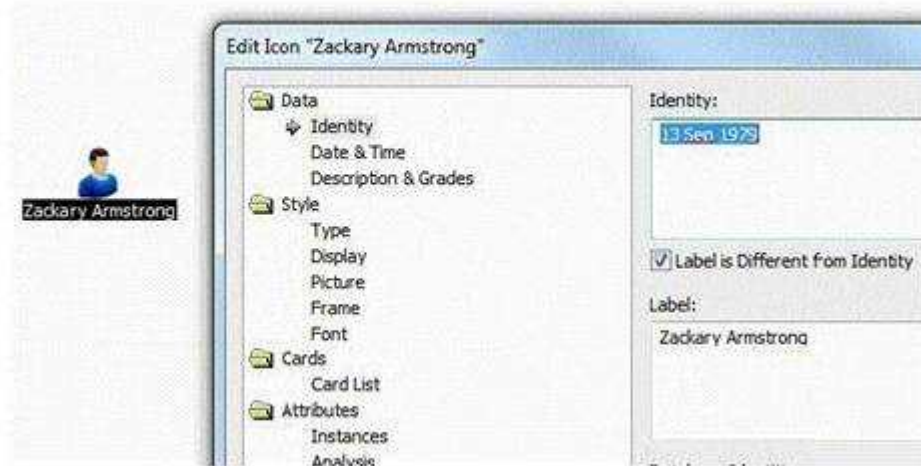 Edit Icon "Zackary Armstrong"
Zackary Armstrong
Data
Identity
Date & Time
Description & Grades
Style
Type
Display
Picture
Frame
Font
Cards
Card List
Attributes
Instances
Analysis
Identity:
13 Sep 1979
Label is Different from Identity
Label:
Zackary Armstrong